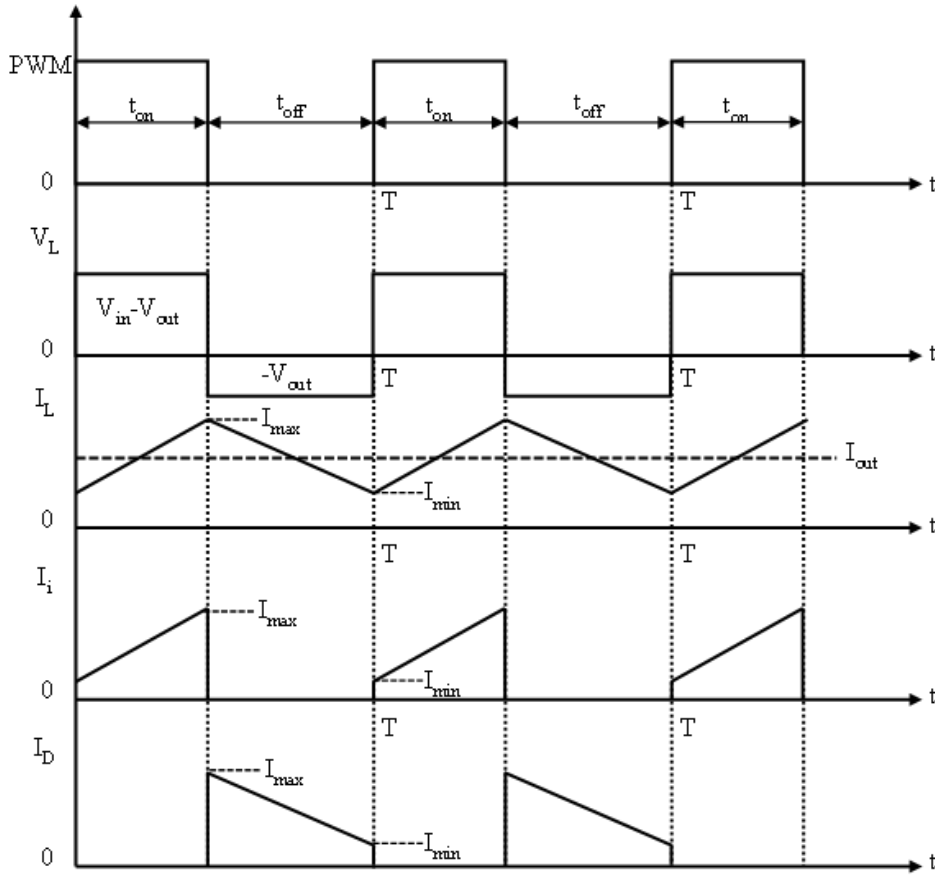 PWM
t_on t_off t_on t_off t_on
0 t
T T
V_L
V_in-V_out
0 t
-V_out T T
I_L
I_max
I_out
I_min
0 t
T T
I_i
I_max
I_min
0 t
T T
I_D
I_max
I_min
0 t